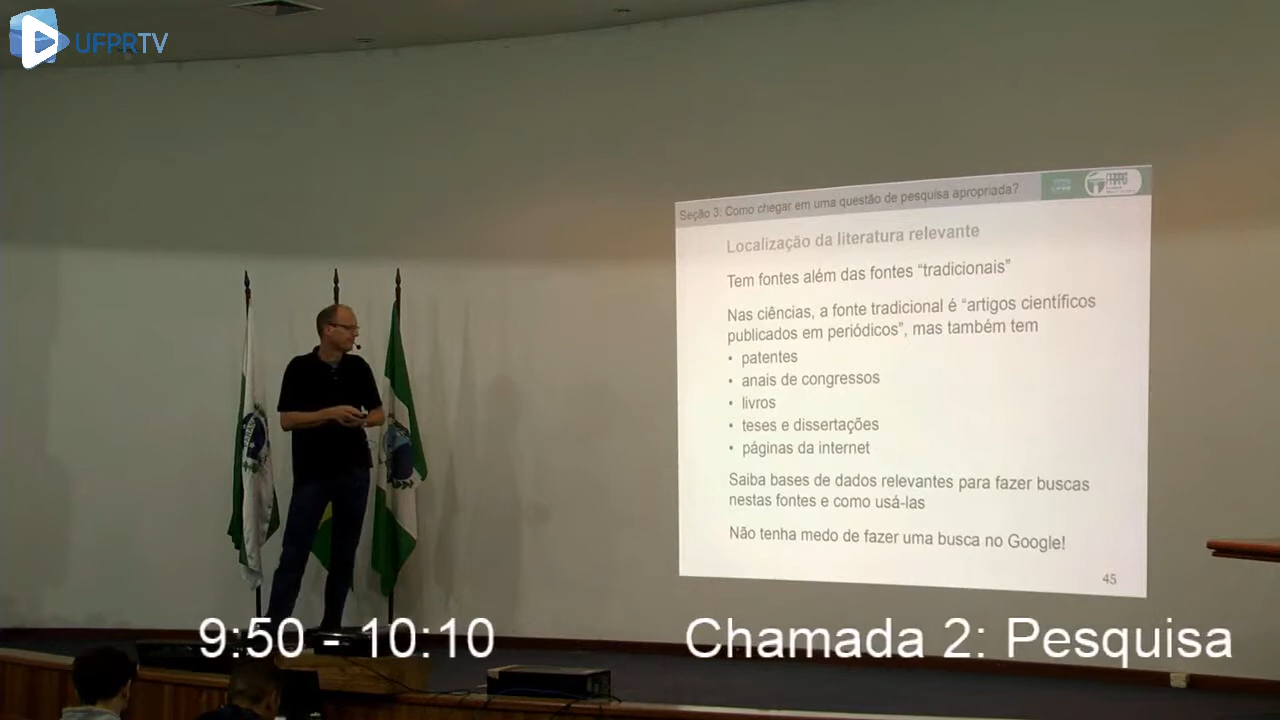 UFPRTV
Seção 3: Como chegar em uma questão de pesquisa apropriada?
Localização da literatura relevante
Tem fontes além das fontes “tradicionais”
Nas ciências, a fonte tradicional é “artigos científicos
publicados em periódicos”, mas também tem
• patentes
• anais de congressos
• livros
• teses e dissertações
• páginas da internet
Saiba bases de dados relevantes para fazer buscas
nestas fontes e como usá-las
Não tenha medo de fazer uma busca no Google!
45
9:50 - 10:10
Chamada 2: Pesquisa